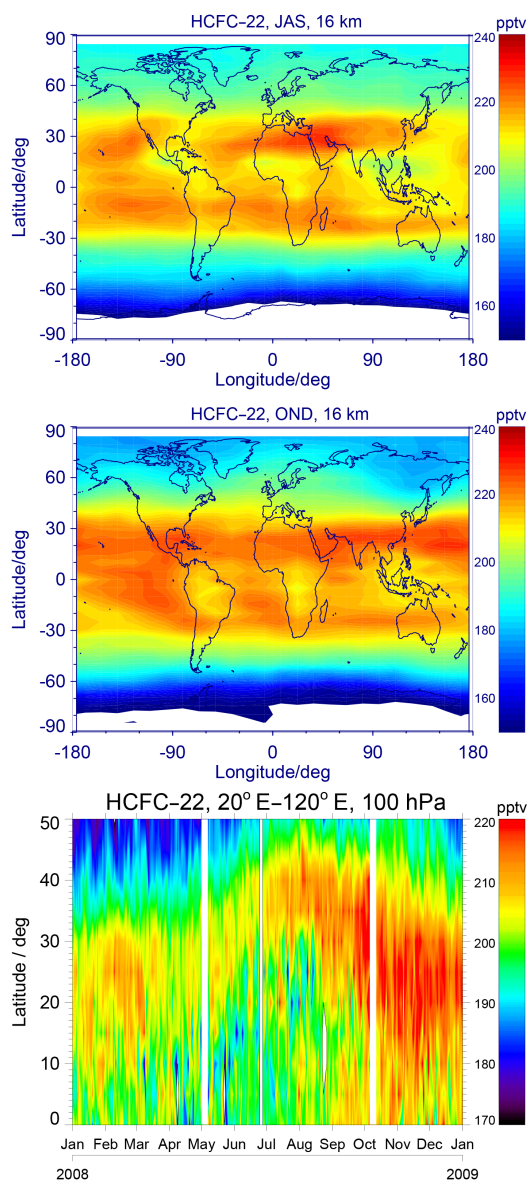 HCFC−22, JAS, 16 km
pptv
90
60
30
0
-30
-60
-90
Latitude/deg
-180 -90 0 90 180
Longitude/deg
240
220
200
180
160
HCFC−22, OND, 16 km
pptv
90
60
30
0
-30
-60
-90
Latitude/deg
-180 -90 0 90 180
Longitude/deg
240
220
200
180
160
HCFC−22, 20° E−120° E, 100 hPa
pptv
50
40
30
20
10
0
Latitude / deg
Jan Feb Mar Apr May Jun Jul Aug Sep Oct Nov Dec Jan
2008 2009
220
210
200
190
180
170